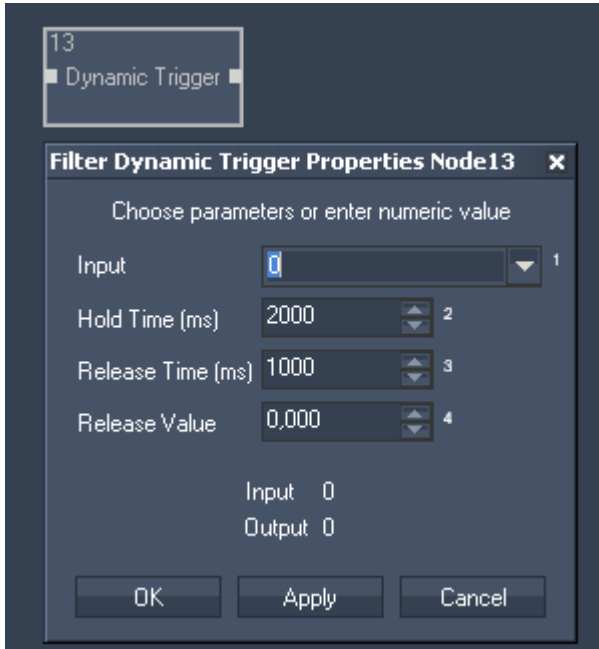 13
Dynamic Trigger
Filter Dynamic Trigger Properties Node13 x
Choose parameters or enter numeric value
Input 0 1
Hold Time (ms) 2000 2
Release Time (ms) 1000 3
Release Value 0,000 4
Input 0
Output 0
OK Apply Cancel